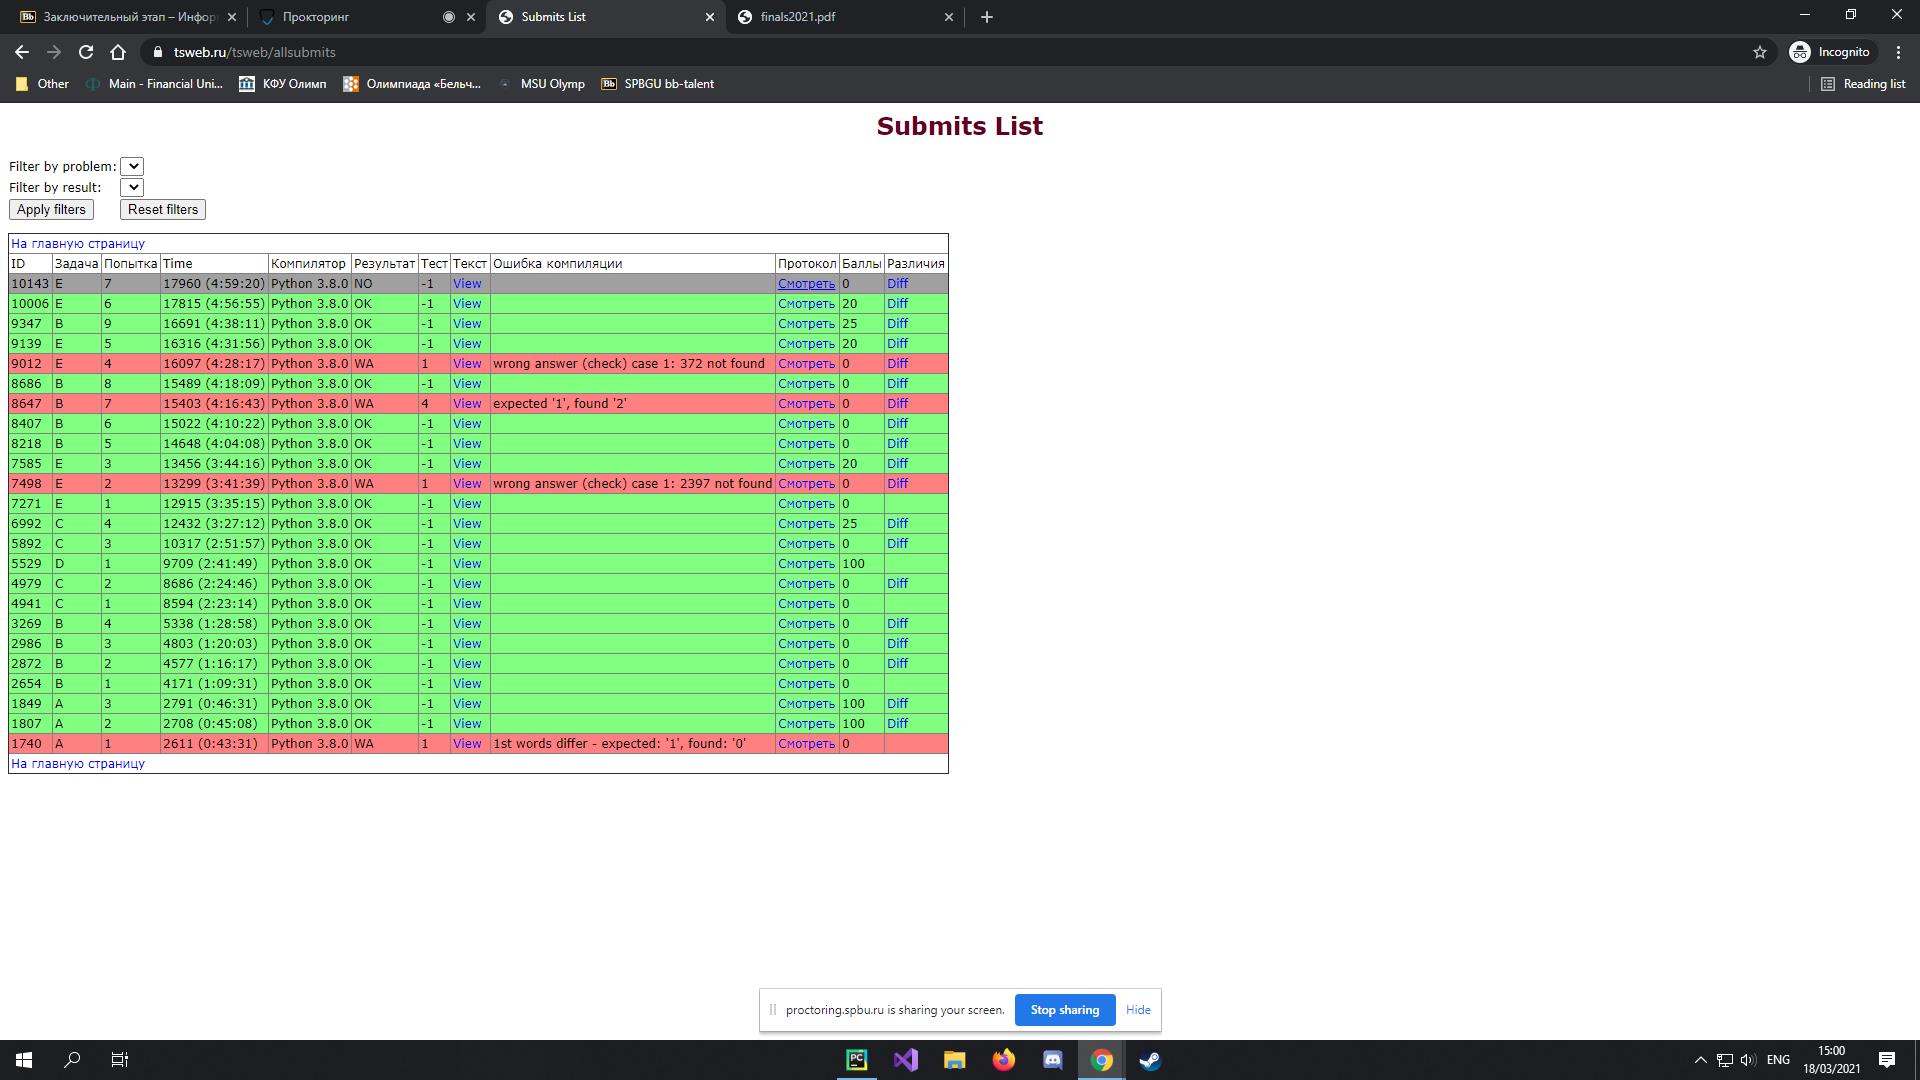 Заключительный этап – Инфор
Прокторинг
Submits List
finals2021.pdf
tsweb.ru/tsweb/allsubmits
Incognito
Other
Main - Financial Uni...
КФУ Олимп
Олимпиада «Бельч...
MSU Olymp
Bb SPBGU bb-talent
Reading list
Submits List
Filter by problem:
Filter by result:
Apply filters Reset filters
На главную страницу
ID Задача Попытка Time Компилятор Результат Тест Текст Ошибка компиляции Протокол Баллы Различия
10143 E 7 17960 (4:59:20) Python 3.8.0 NO -1 View Смотреть 0 Diff
10006 E 6 17815 (4:56:55) Python 3.8.0 OK -1 View Смотреть 20 Diff
9347 B 9 16691 (4:38:11) Python 3.8.0 OK -1 View Смотреть 25 Diff
9139 E 5 16316 (4:31:56) Python 3.8.0 OK -1 View Смотреть 20 Diff
9012 E 4 16097 (4:28:17) Python 3.8.0 WA 1 View wrong answer (check) case 1: 372 not found Смотреть 0 Diff
8686 B 8 15489 (4:18:09) Python 3.8.0 OK -1 View Смотреть 0 Diff
8647 B 7 15403 (4:16:43) Python 3.8.0 WA 4 View expected '1', found '2' Смотреть 0 Diff
8407 B 6 15022 (4:10:22) Python 3.8.0 OK -1 View Смотреть 0 Diff
8218 B 5 14648 (4:04:08) Python 3.8.0 OK -1 View Смотреть 0 Diff
7585 E 3 13456 (3:44:16) Python 3.8.0 OK -1 View Смотреть 20 Diff
7498 E 2 13299 (3:41:39) Python 3.8.0 WA 1 View wrong answer (check) case 1: 2397 not found Смотреть 0 Diff
7271 E 1 12915 (3:35:15) Python 3.8.0 OK -1 View Смотреть 0
6992 C 4 12432 (3:27:12) Python 3.8.0 OK -1 View Смотреть 25 Diff
5892 C 3 10317 (2:51:57) Python 3.8.0 OK -1 View Смотреть 0 Diff
5529 D 1 9709 (2:41:49) Python 3.8.0 OK -1 View Смотреть 100
4979 C 2 8686 (2:24:46) Python 3.8.0 OK -1 View Смотреть 0 Diff
4941 C 1 8594 (2:23:14) Python 3.8.0 OK -1 View Смотреть 0
3269 B 4 5338 (1:28:58) Python 3.8.0 OK -1 View Смотреть 0 Diff
2986 B 3 4803 (1:20:03) Python 3.8.0 OK -1 View Смотреть 0 Diff
2872 B 2 4577 (1:16:17) Python 3.8.0 OK -1 View Смотреть 0 Diff
2654 B 1 4171 (1:09:31) Python 3.8.0 OK -1 View Смотреть 0
1849 A 3 2791 (0:46:31) Python 3.8.0 OK -1 View Смотреть 100 Diff
1807 A 2 2708 (0:45:08) Python 3.8.0 OK -1 View Смотреть 100 Diff
1740 A 1 2611 (0:43:31) Python 3.8.0 WA 1 View 1st words differ - expected: '1', found: '0' Смотреть 0
На главную страницу
proctoring.spbu.ru is sharing your screen. Stop sharing Hide
PC
ENG
15:00
18/03/2021